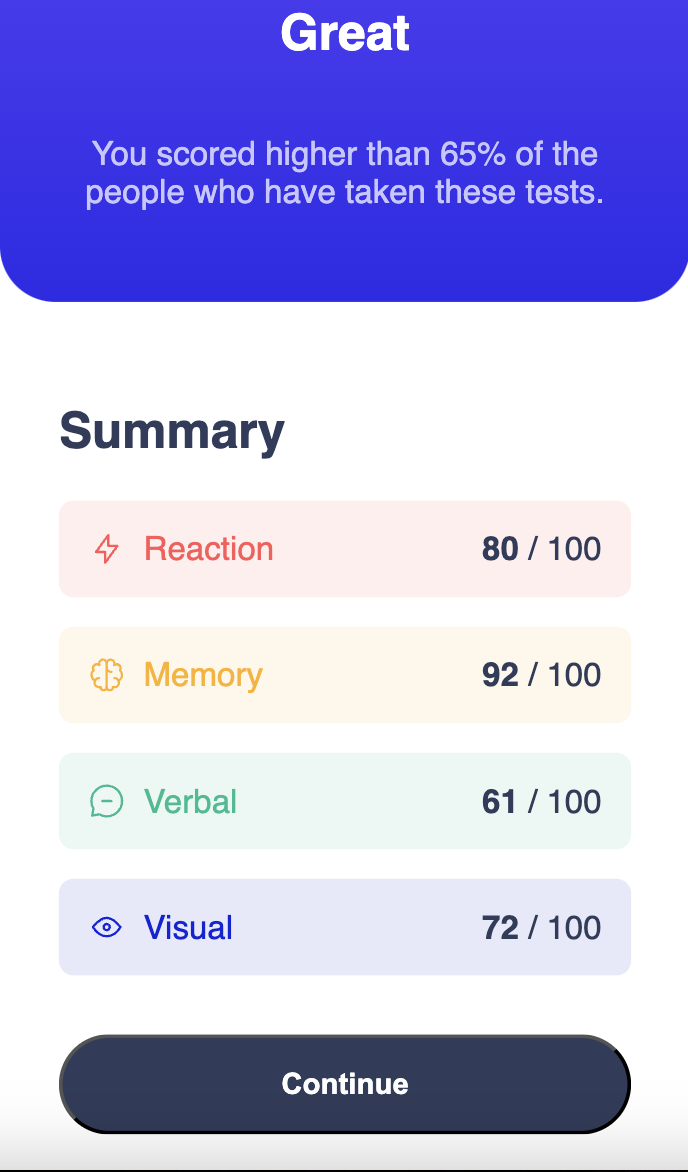 Great
You scored higher than 65% of the
people who have taken these tests.
Summary
Reaction 80 / 100
Memory 92 / 100
Verbal 61 / 100
Visual 72 / 100
Continue